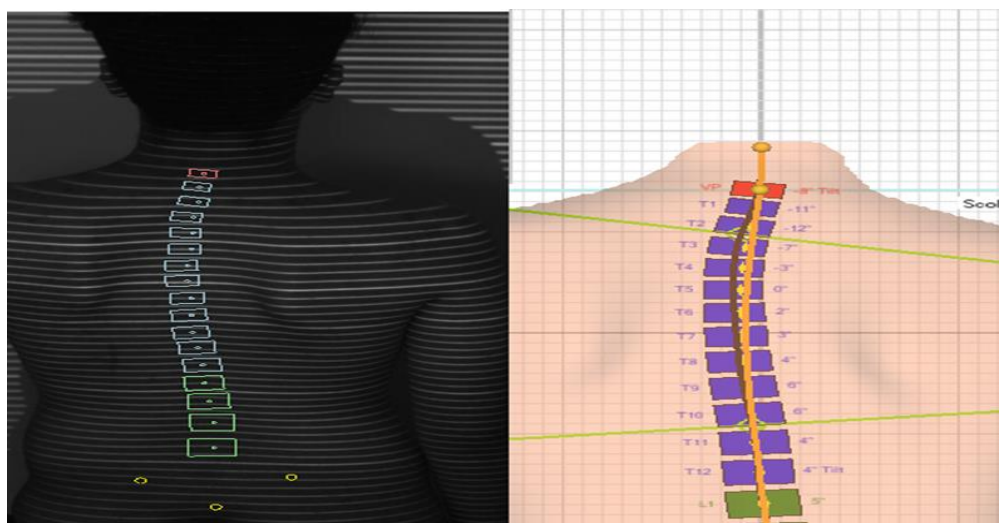 VP -8° Tilt
T1 -11°
T2 -12°
T3 -7°
T4 -3°
T5 0°
T6 2°
T7 3°
T8 4°
T9 6°
T10 6°
T11 4°
T12 4° Tilt
L1 5°
Scol